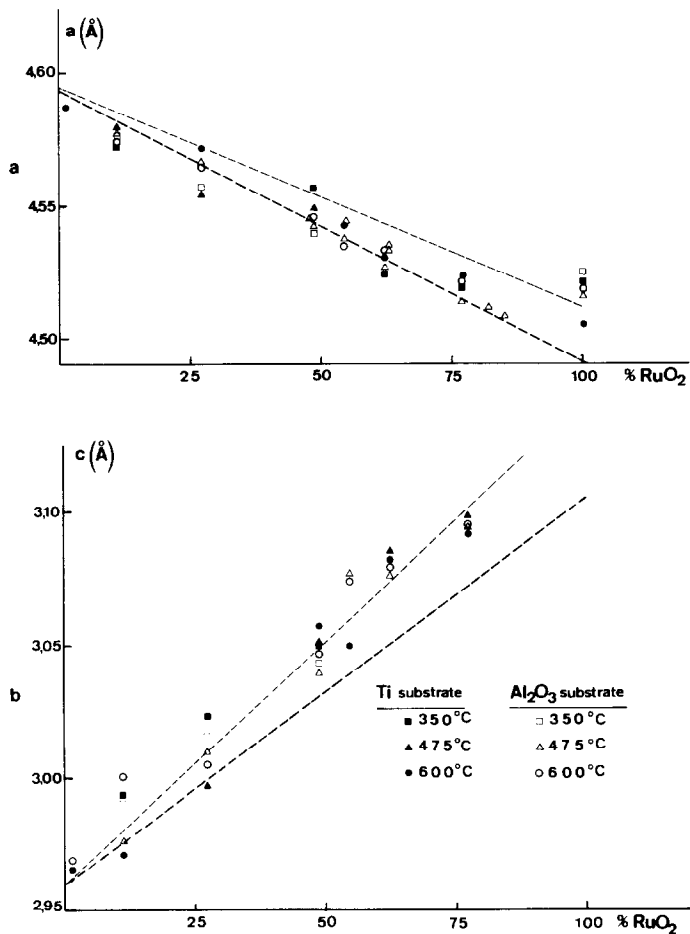 a (Å)
4,60
a
4,55
4,50
25 50 75 100 % RuO2
c (Å)
3,10
3,05
b
Ti substrate Al2O3 substrate
350°C 350°C
475°C 475°C
600°C 600°C
3,00
2,95
25 50 75 100 % RuO2